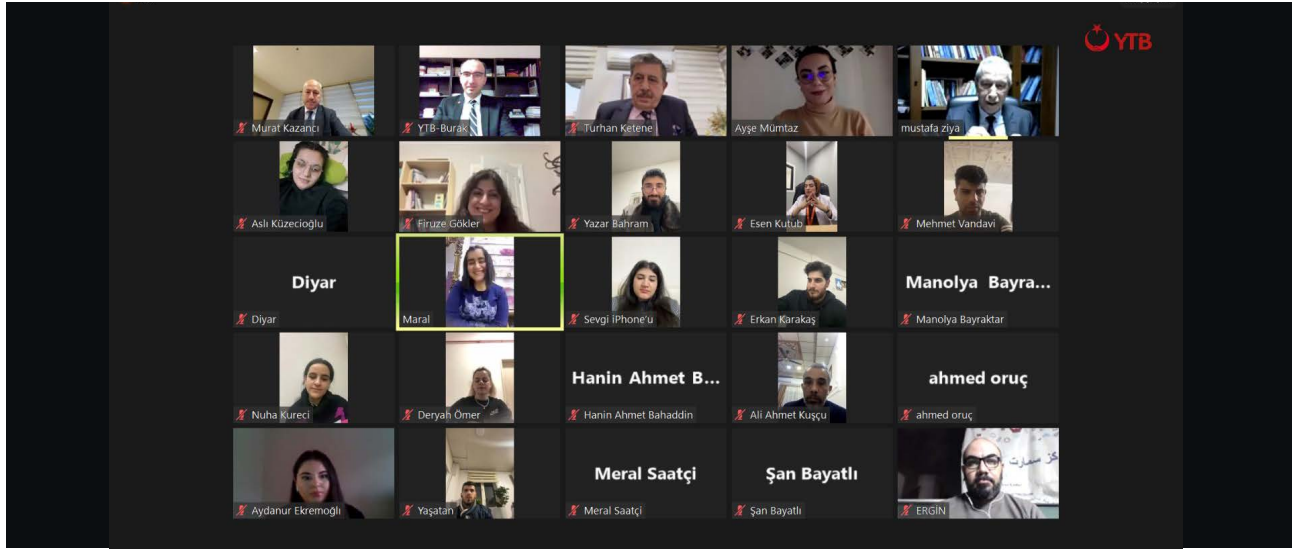 YTB
Murat Kazancı
YTB-Burak
Turhan Ketene
Ayşe Mümtaz
mustafa ziya
Aslı Küzecioğlu
Firuze Gökler
Yazar Bahram
Esen Kutub
Mehmet Vandavi
Diyar
Diyar
Maral
Sevgi iPhone'u
Erkan Karakaş
Manolya Bayra...
Manolya Bayraktar
Nuha Kureci
Deryah Ömer
Hanin Ahmet B...
Hanin Ahmet Bahaddin
Ali Ahmet Kuşçu
ahmed oruç
ahmed oruç
Aydanur Ekremoğlı
Yaşatan
Meral Saatçi
Meral Saatçi
Şan Bayatlı
Şan Bayatlı
ERGİN